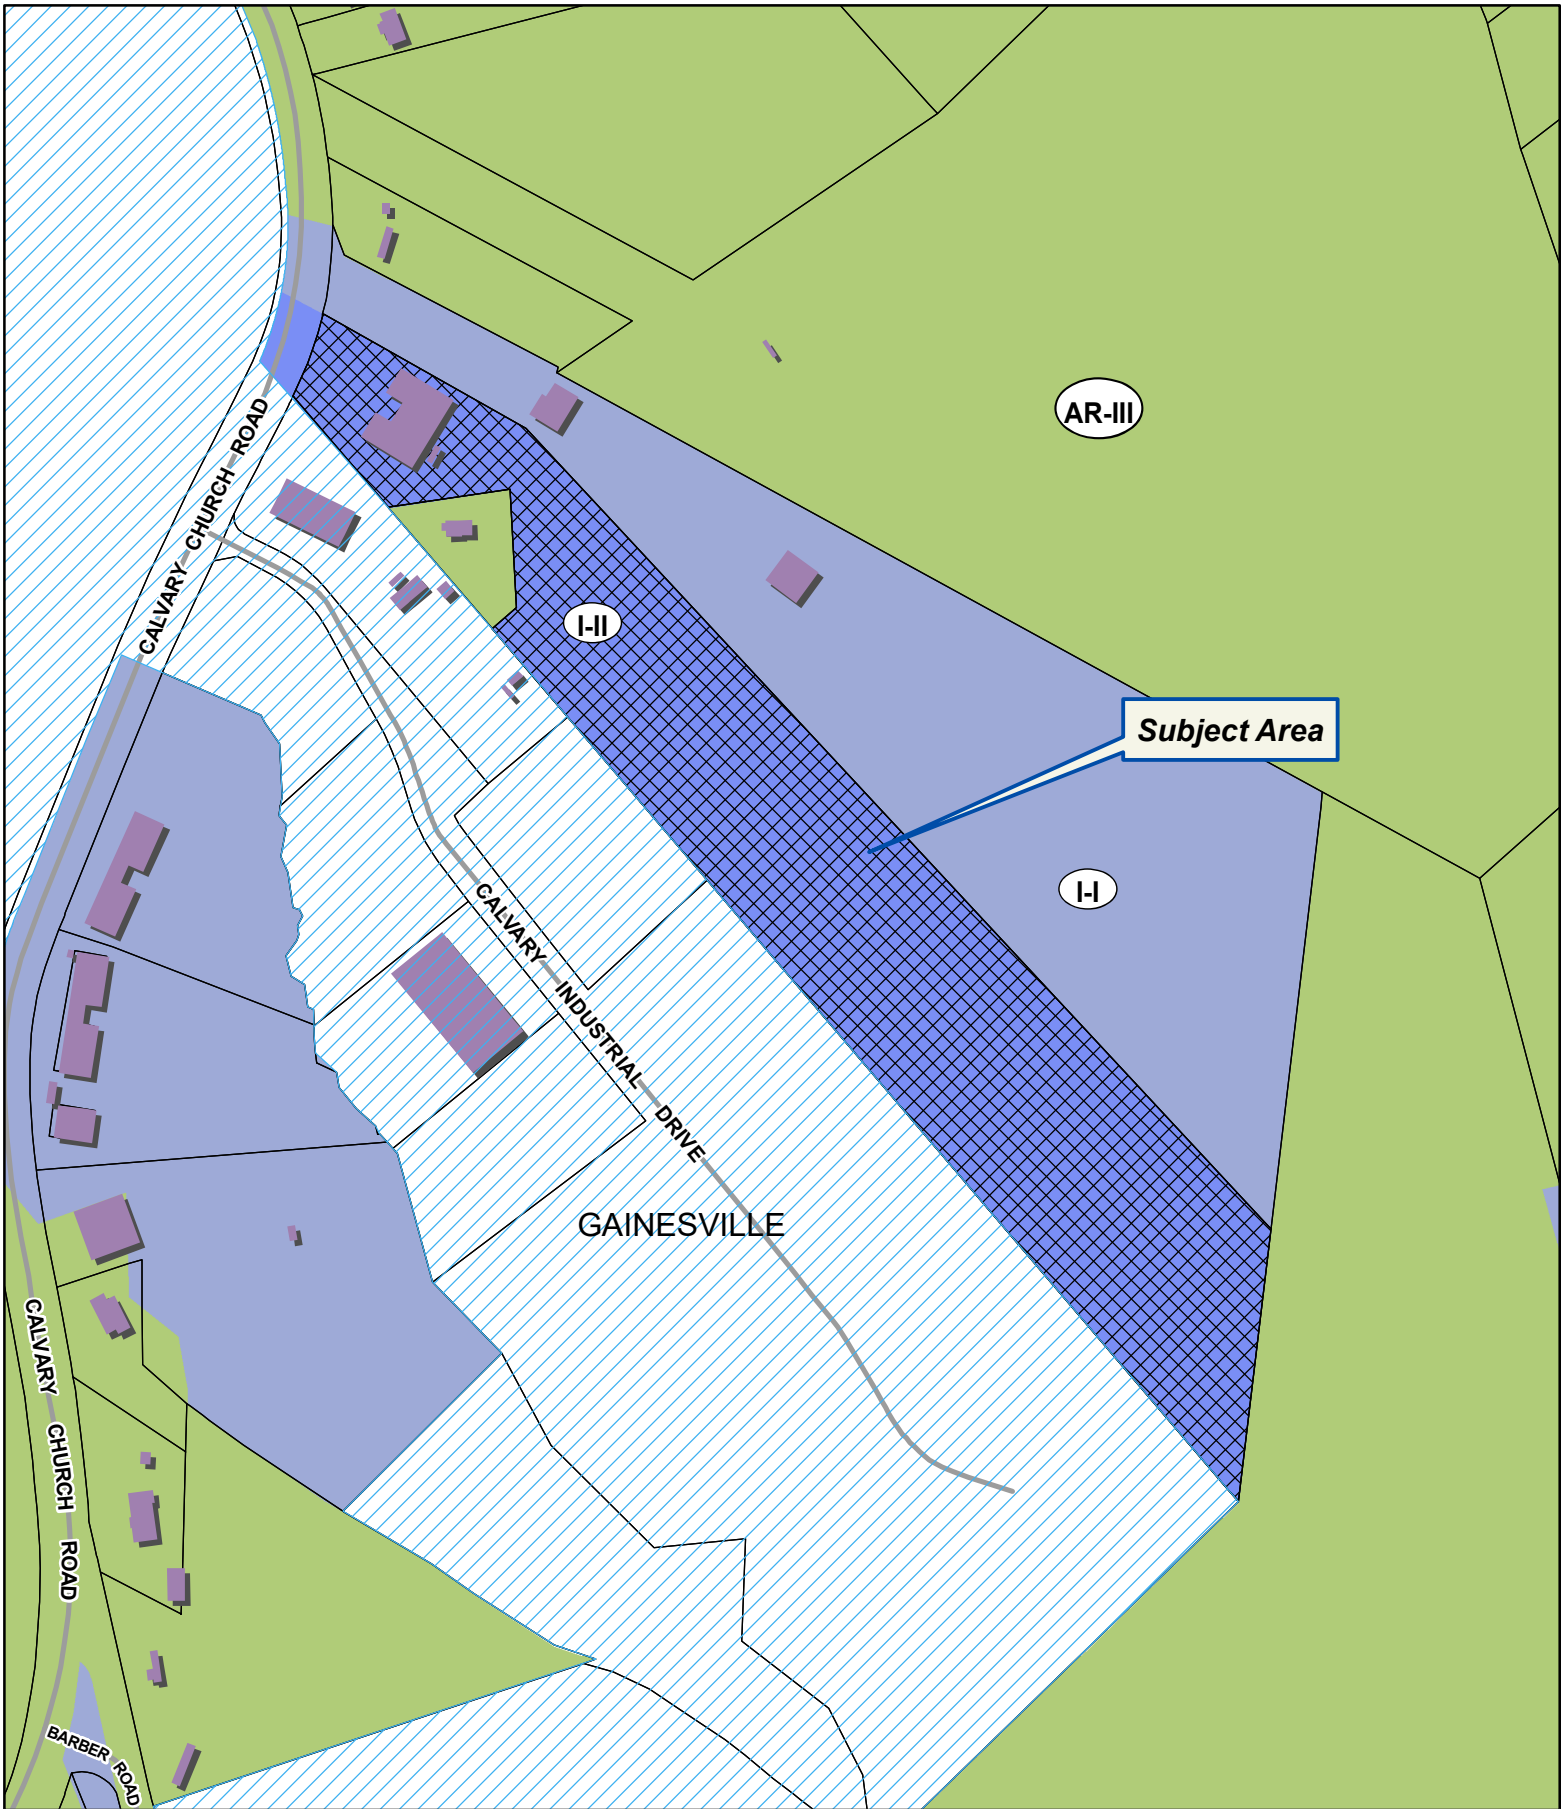 CALVARY CHURCH ROAD
AR-III
I-II
Subject Area
I-I
CALVARY INDUSTRIAL DRIVE
GAINESVILLE
CALVARY CHURCH ROAD
BARBER ROAD